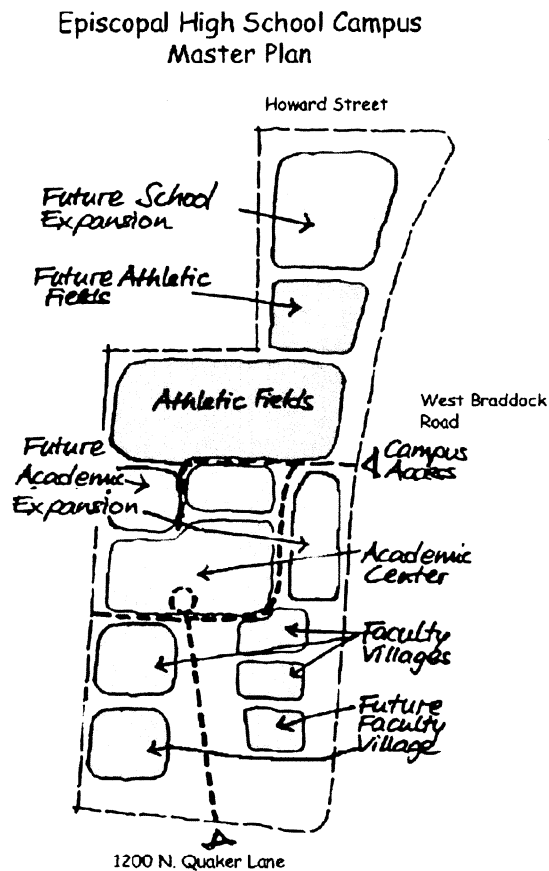 Episcopal High School Campus
Master Plan
Howard Street
Future School
Expansion
Future Athletic
Fields
Athletic Fields
West Braddock
Road
Campus
Access
Future
Academic
Expansion
Academic
Center
Faculty
Villages
Future
Faculty
Village
1200 N. Quaker Lane